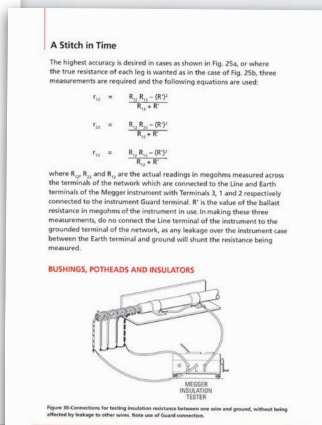 A Stitch in Time
The highest accuracy is desired in cases as shown in Fig. 25a, or where
the true resistance of each leg is wanted as in the case of Fig. 25b, three
measurements are required and the following equations are used:
r₁₂ = R₁₂ R₁₃ – (R')²
R₁₃ + R'
r₂₃ = R₁₂ R₂₃ – (R')²
R₁₃ + R'
r₁₃ = R₁₂ R₁₃ – (R')²
R₁₂ + R'
where R₁₂, R₂₃ and R₁₃ are the actual readings in megohms measured across
the terminals of the network which are connected to the Line and Earth
terminals of the Megger instrument with Terminals 3, 1 and 2 respectively
connected to the instrument Guard terminal. R' is the value of the ballast
resistance in megohms of the instrument in use. In making these three
measurements, do no connect the Line terminal of the instrument to the
grounded terminal of the network, as any leakage over the instrument case
between the Earth terminal and ground will shunt the resistance being
measured.
BUSHINGS, POTHEADS AND INSULATORS
MEGGER
INSULATION
TESTER
Figure 30-Connections for testing insulation resistance between one wire and ground, without being
affected by leakage to other wires. Note use of Guard connection.